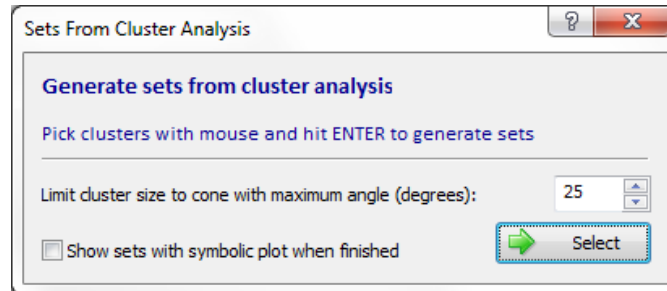 Sets From Cluster Analysis
Generate sets from cluster analysis
Pick clusters with mouse and hit ENTER to generate sets
Limit cluster size to cone with maximum angle (degrees): 25
Show sets with symbolic plot when finished Select